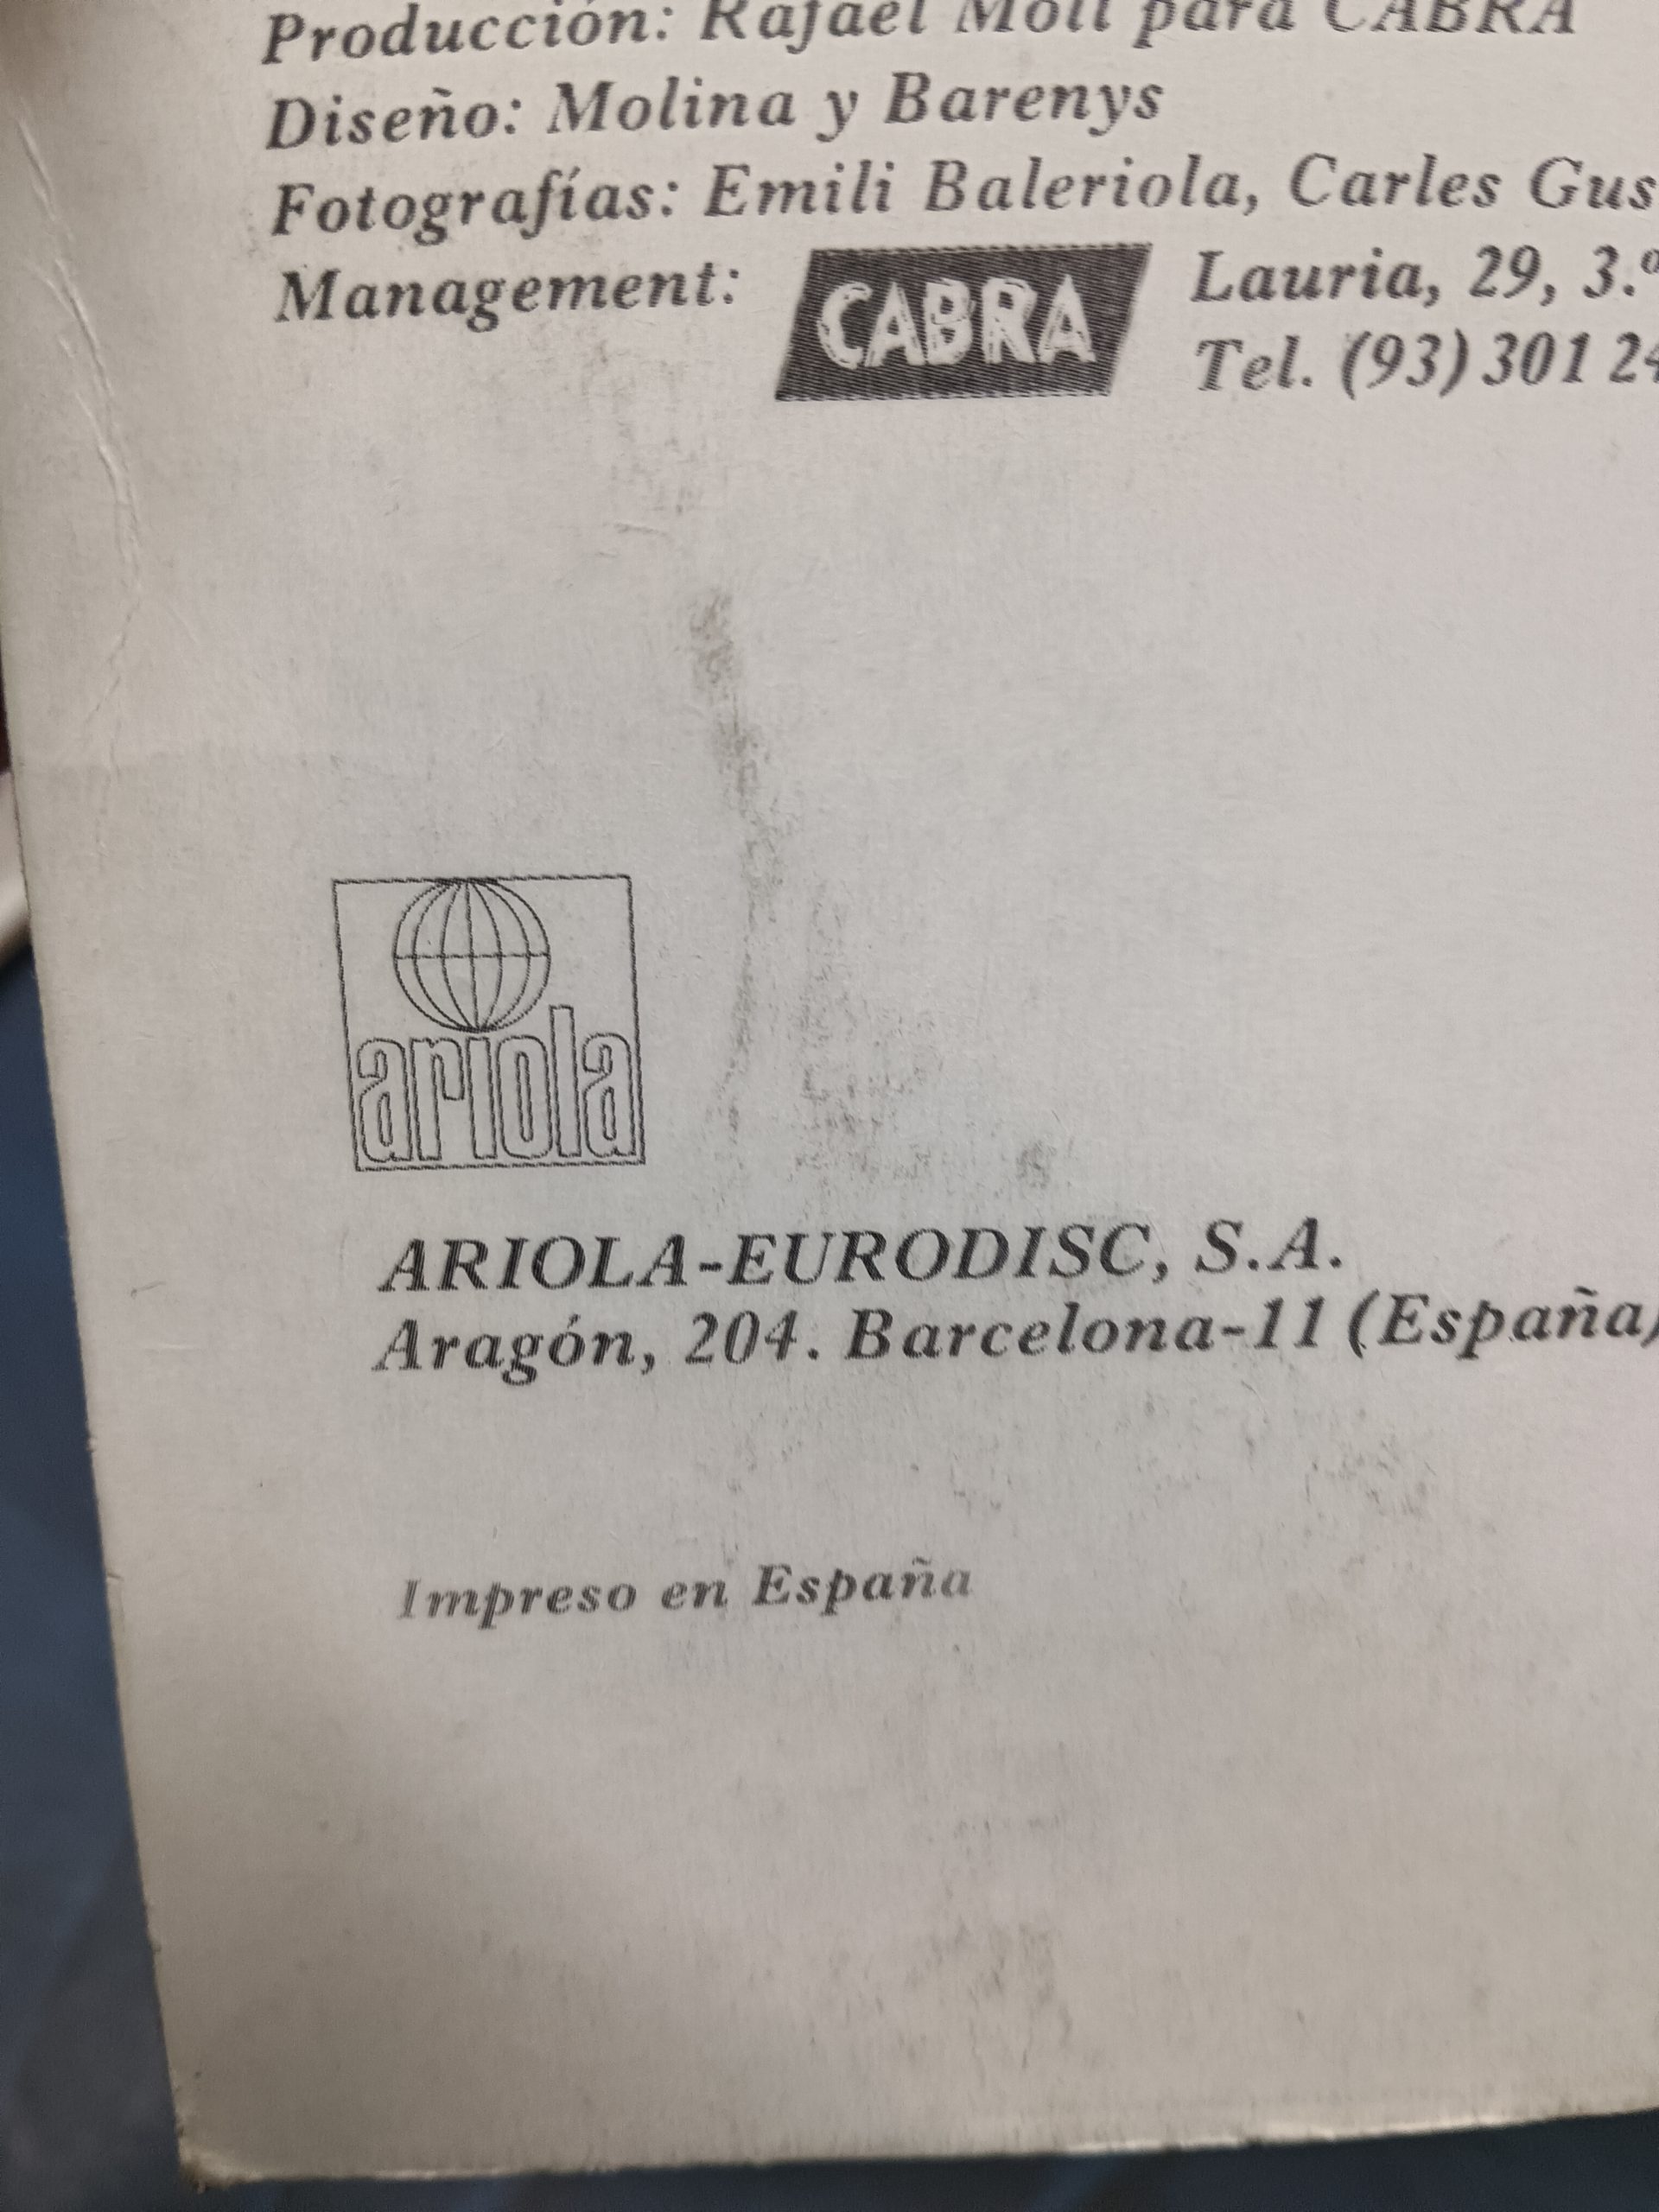 Producción: Rafael Moll para CABRA
Diseño: Molina y Barenys
Fotografías: Emili Baleriola, Carles Gus
Management: CABRA Lauria, 29, 3.º
Tel. (93) 301 24
ariola
ARIOLA-EURODISC, S.A.
Aragón, 204. Barcelona-11 (España)
Impreso en España